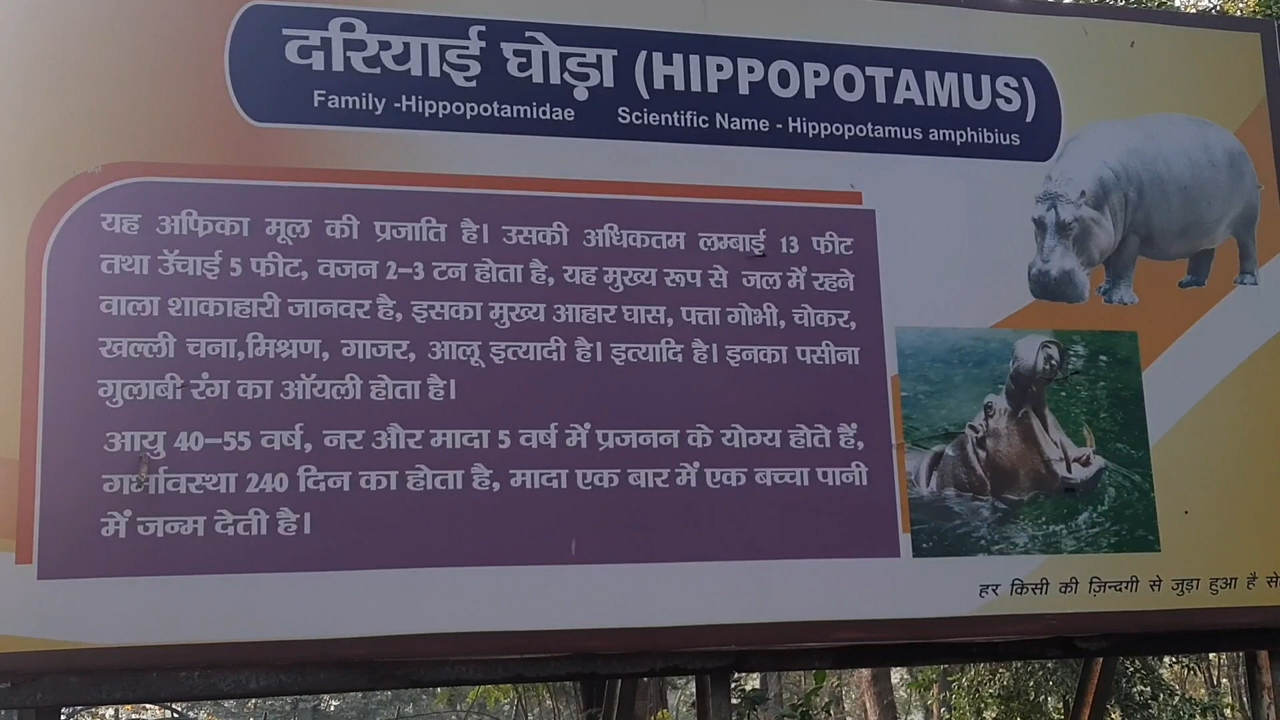 दरियाई घोड़ा (HIPPOPOTAMUS)
Family -Hippopotamidae Scientific Name - Hippopotamus amphibius
यह अफ्रिका मूल की प्रजाति है। उसकी अधिकतम लम्बाई 13 फीट
तथा उॅचाई 5 फीट, वजन 2-3 टन होता है, यह मुख्य रूप से जल में रहने
वाला शाकाहारी जानवर है, इसका मुख्य आहार घास, पत्ता गोभी, चोकर,
खल्ली चना,मिश्रण, गाजर, आलू इत्यादी है। इत्यादि है। इनका पसीना
गुलाबी रंग का ऑयली होता है।
आयु 40-55 वर्ष, नर और मादा 5 वर्ष में प्रजनन के योग्य होते हैं,
गर्भावस्था 240 दिन का होता है, मादा एक बार में एक बच्चा पानी
में जन्म देती है।
हर किसी की ज़िन्दगी से जुड़ा हुआ है